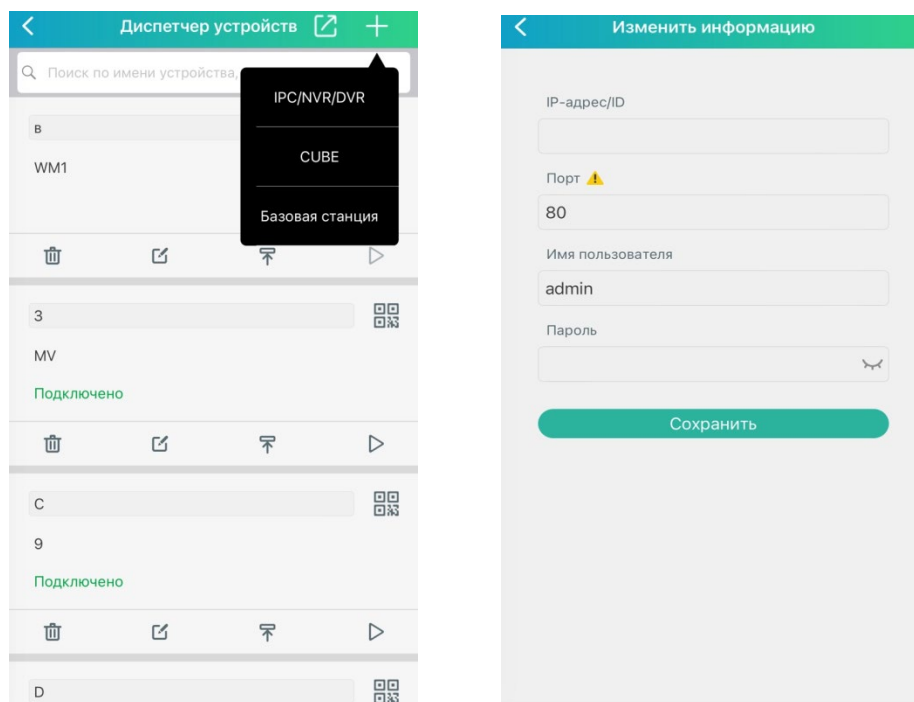 Диспетчер устройств
Поиск по имени устройства,
IPC/NVR/DVR
CUBE
Базовая станция
в
WM1
3
MV
Подключено
C
9
Подключено
D
Изменить информацию
IP-адрес/ID
Порт
80
Имя пользователя
admin
Пароль
Сохранить